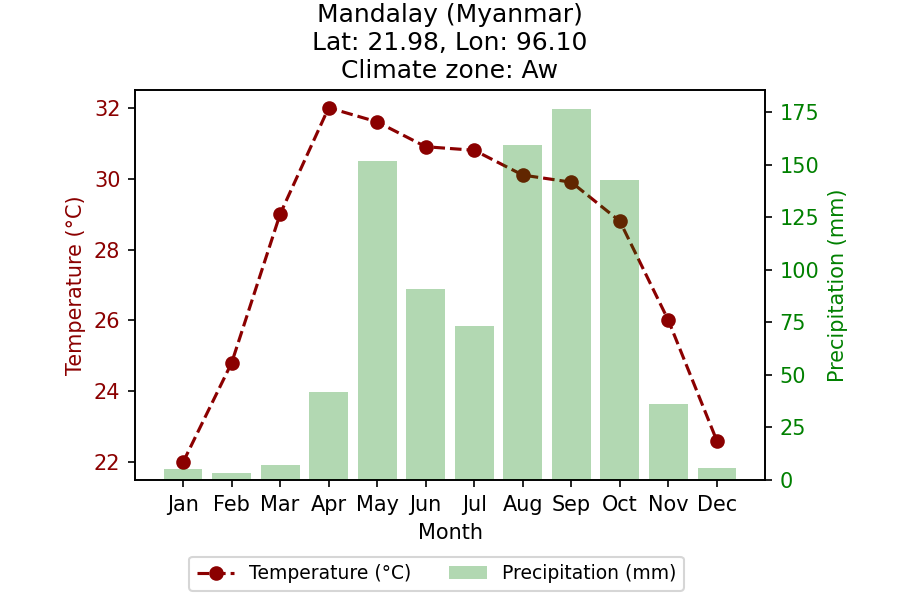 Mandalay (Myanmar)
Lat: 21.98, Lon: 96.10
Climate zone: Aw
Temperature (°C)
32
30
28
26
24
22
175
150
125
100
75
50
25
0
Precipitation (mm)
Jan Feb Mar Apr May Jun Jul Aug Sep Oct Nov Dec
Month
Temperature (°C) Precipitation (mm)